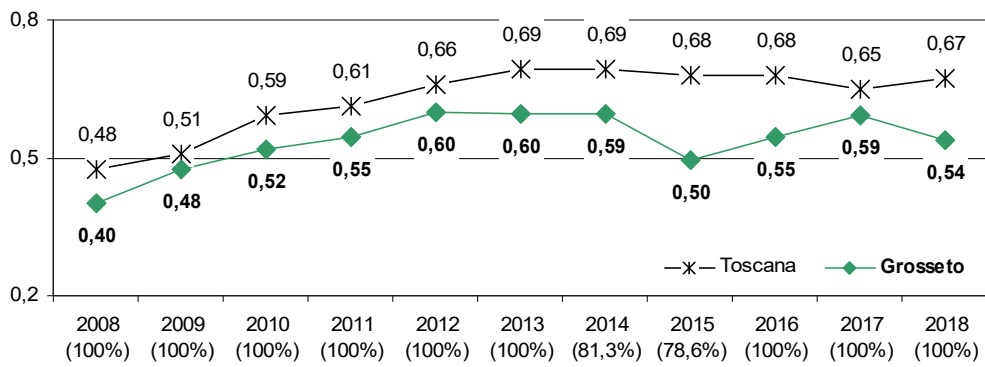 0,8
0,48 0,51 0,59 0,61 0,66 0,69 0,69 0,68 0,68 0,65 0,67
0,5
0,40 0,48 0,52 0,55 0,60 0,60 0,59 0,50 0,55 0,59 0,54
Toscana Grosseto
0,2
2008 2009 2010 2011 2012 2013 2014 2015 2016 2017 2018
(100%) (100%) (100%) (100%) (100%) (100%) (81,3%) (78,6%) (100%) (100%) (100%)